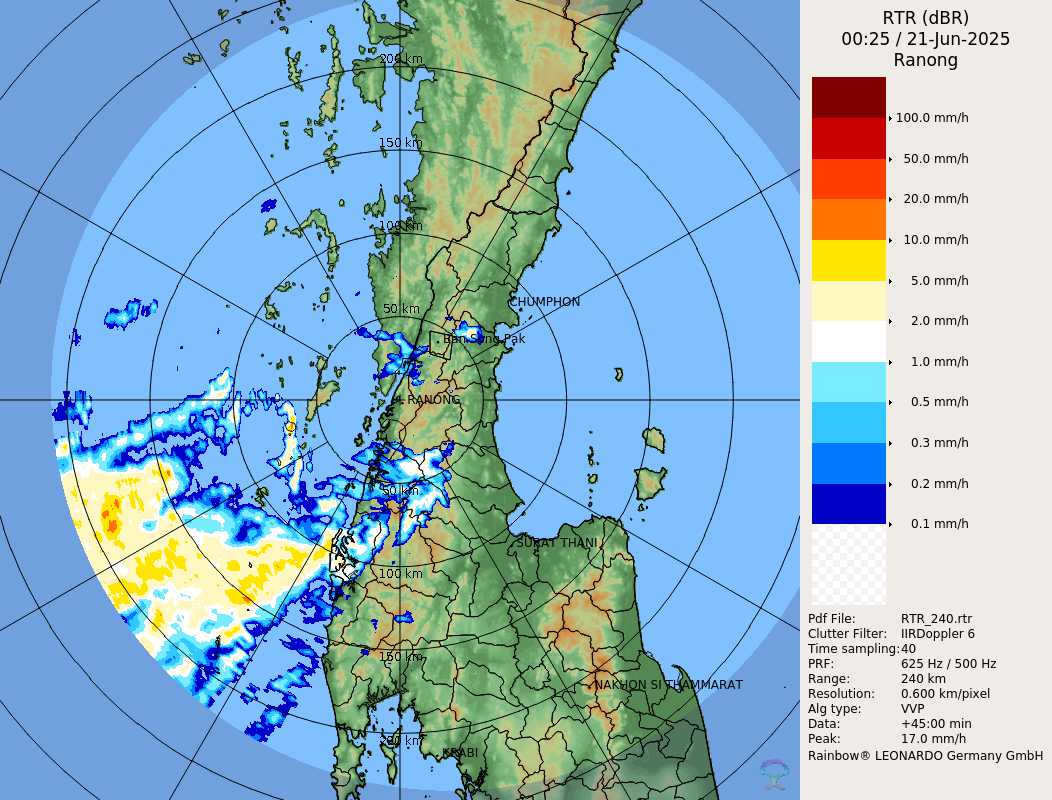 RTR (dBR)
00:25 / 21-Jun-2025
Ranong
100.0 mm/h
50.0 mm/h
20.0 mm/h
10.0 mm/h
5.0 mm/h
2.0 mm/h
1.0 mm/h
0.5 mm/h
0.3 mm/h
0.2 mm/h
0.1 mm/h
Pdf File: RTR_240.rtr
Clutter Filter: IIRDoppler 6
Time sampling:40
PRF: 625 Hz / 500 Hz
Range: 240 km
Resolution: 0.600 km/pixel
Alg type: VVP
Data: +45:00 min
Peak: 17.0 mm/h
Rainbow® LEONARDO Germany GmbH
200 km
150 km
100 km
50 km
CHUMPHON
Ban Song Pak
RANONG
50 km
SURAT THANI
100 km
150 km
NAKHON SI THAMMARAT
200 km
KRABI